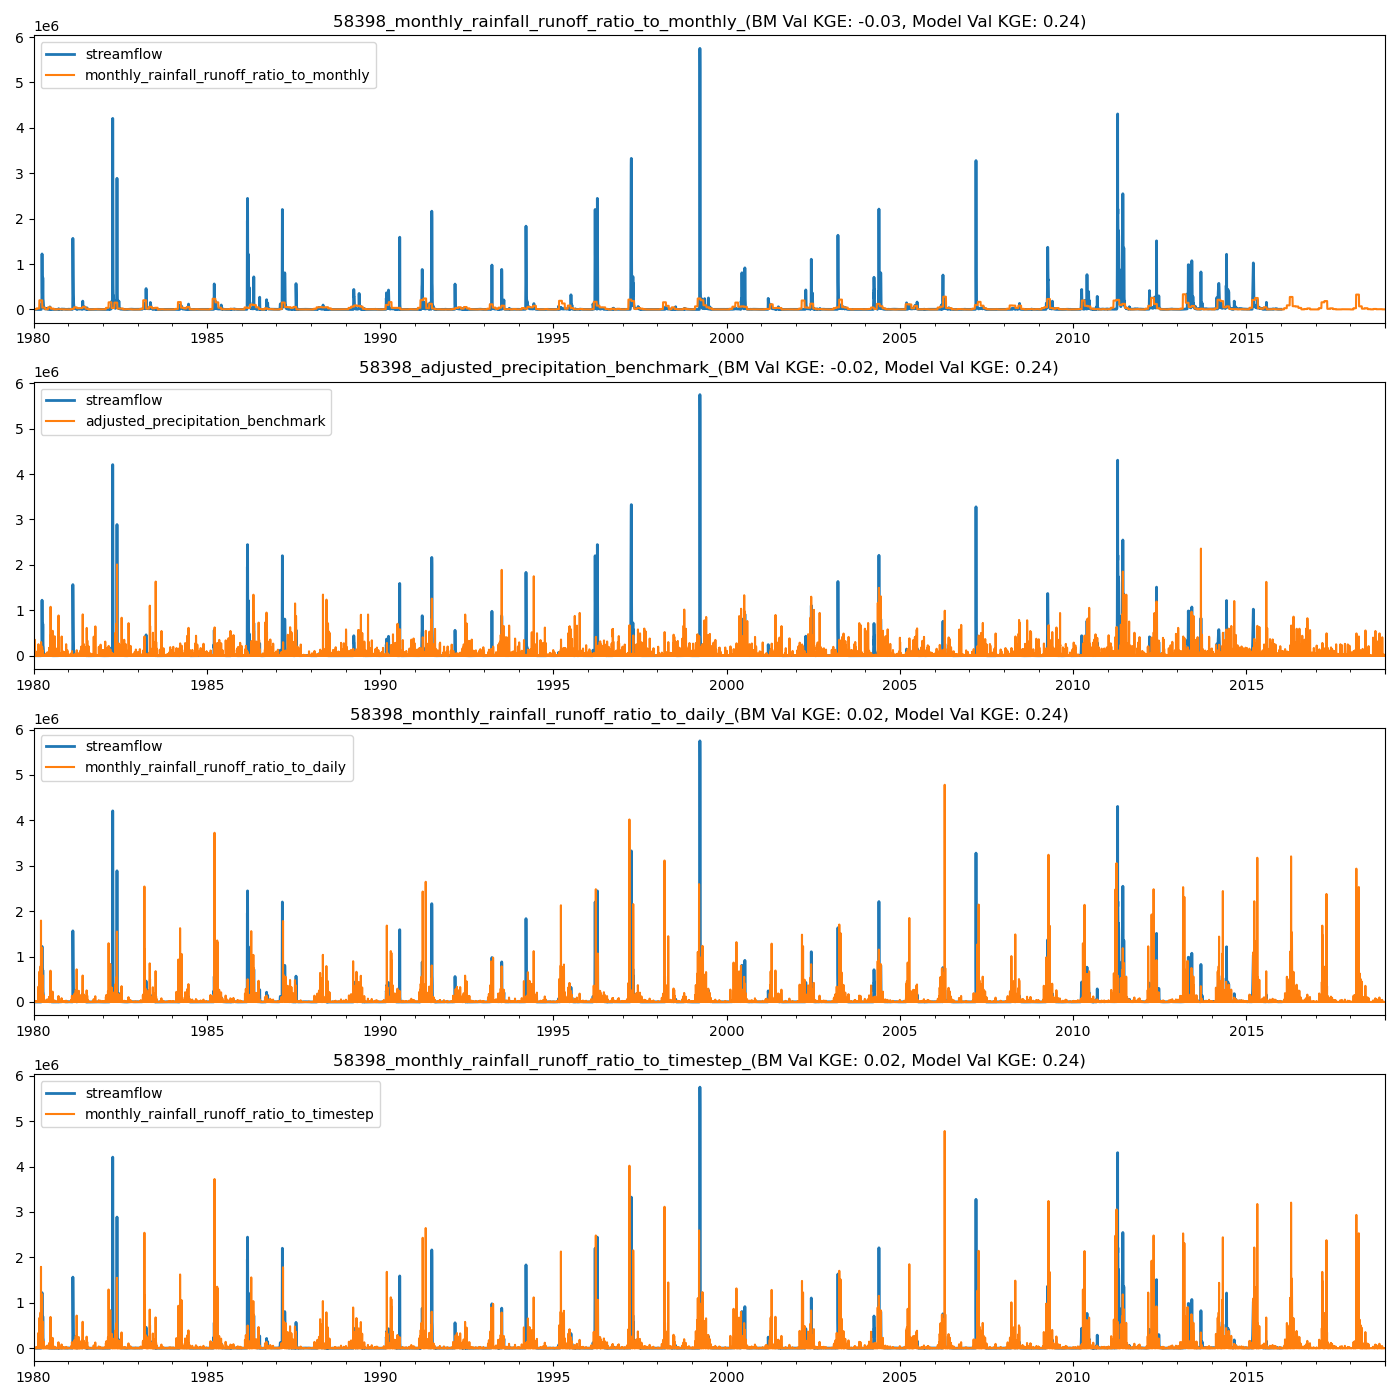 58398_monthly_rainfall_runoff_ratio_to_monthly_(BM Val KGE: -0.03, Model Val KGE: 0.24)
1e6
6
5
4
3
2
1
0
streamflow
monthly_rainfall_runoff_ratio_to_monthly
1980 1985 1990 1995 2000 2005 2010 2015
58398_adjusted_precipitation_benchmark_(BM Val KGE: -0.02, Model Val KGE: 0.24)
1e6
6
5
4
3
2
1
0
streamflow
adjusted_precipitation_benchmark
1980 1985 1990 1995 2000 2005 2010 2015
58398_monthly_rainfall_runoff_ratio_to_daily_(BM Val KGE: 0.02, Model Val KGE: 0.24)
1e6
6
5
4
3
2
1
0
streamflow
monthly_rainfall_runoff_ratio_to_daily
1980 1985 1990 1995 2000 2005 2010 2015
58398_monthly_rainfall_runoff_ratio_to_timestep_(BM Val KGE: 0.02, Model Val KGE: 0.24)
1e6
6
5
4
3
2
1
0
streamflow
monthly_rainfall_runoff_ratio_to_timestep
1980 1985 1990 1995 2000 2005 2010 2015